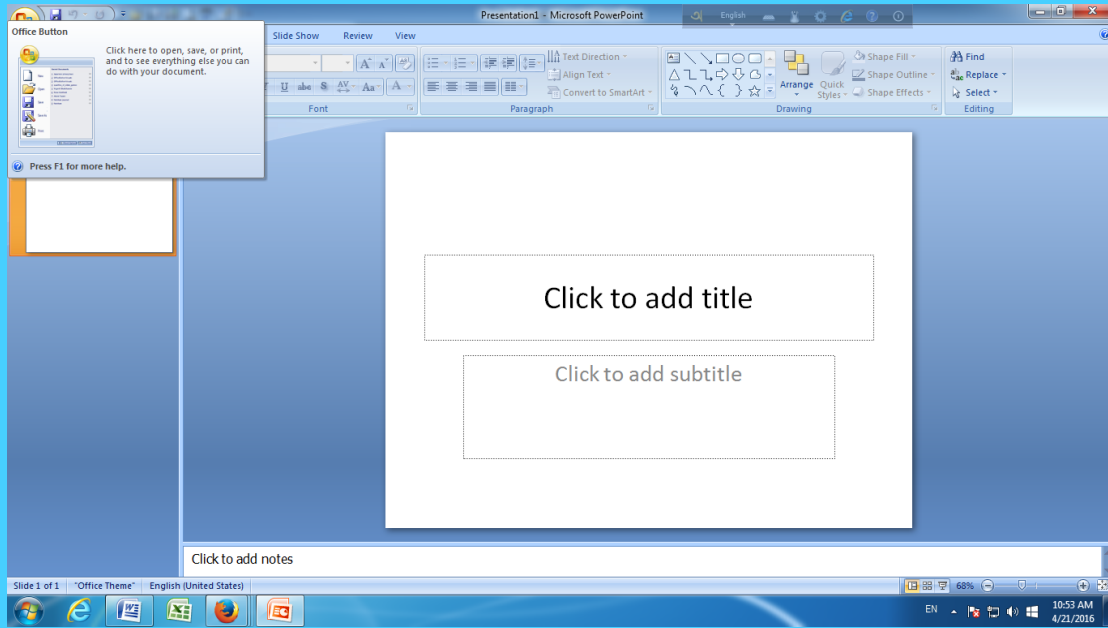 Presentation1 - Microsoft PowerPoint
English
Office Button
Click here to open, save, or print,
and to see everything else you can
do with your document.
Press F1 for more help.
Slide Show Review View
Text Direction
Align Text
Convert to SmartArt
Arrange
Quick
Styles
Shape Fill
Shape Outline
Shape Effects
Find
Replace
Select
Font Paragraph Drawing Editing
Click to add title
Click to add subtitle
Click to add notes
Slide 1 of 1 "Office Theme" English (United States) 68%
EN 10:53 AM
4/21/2016